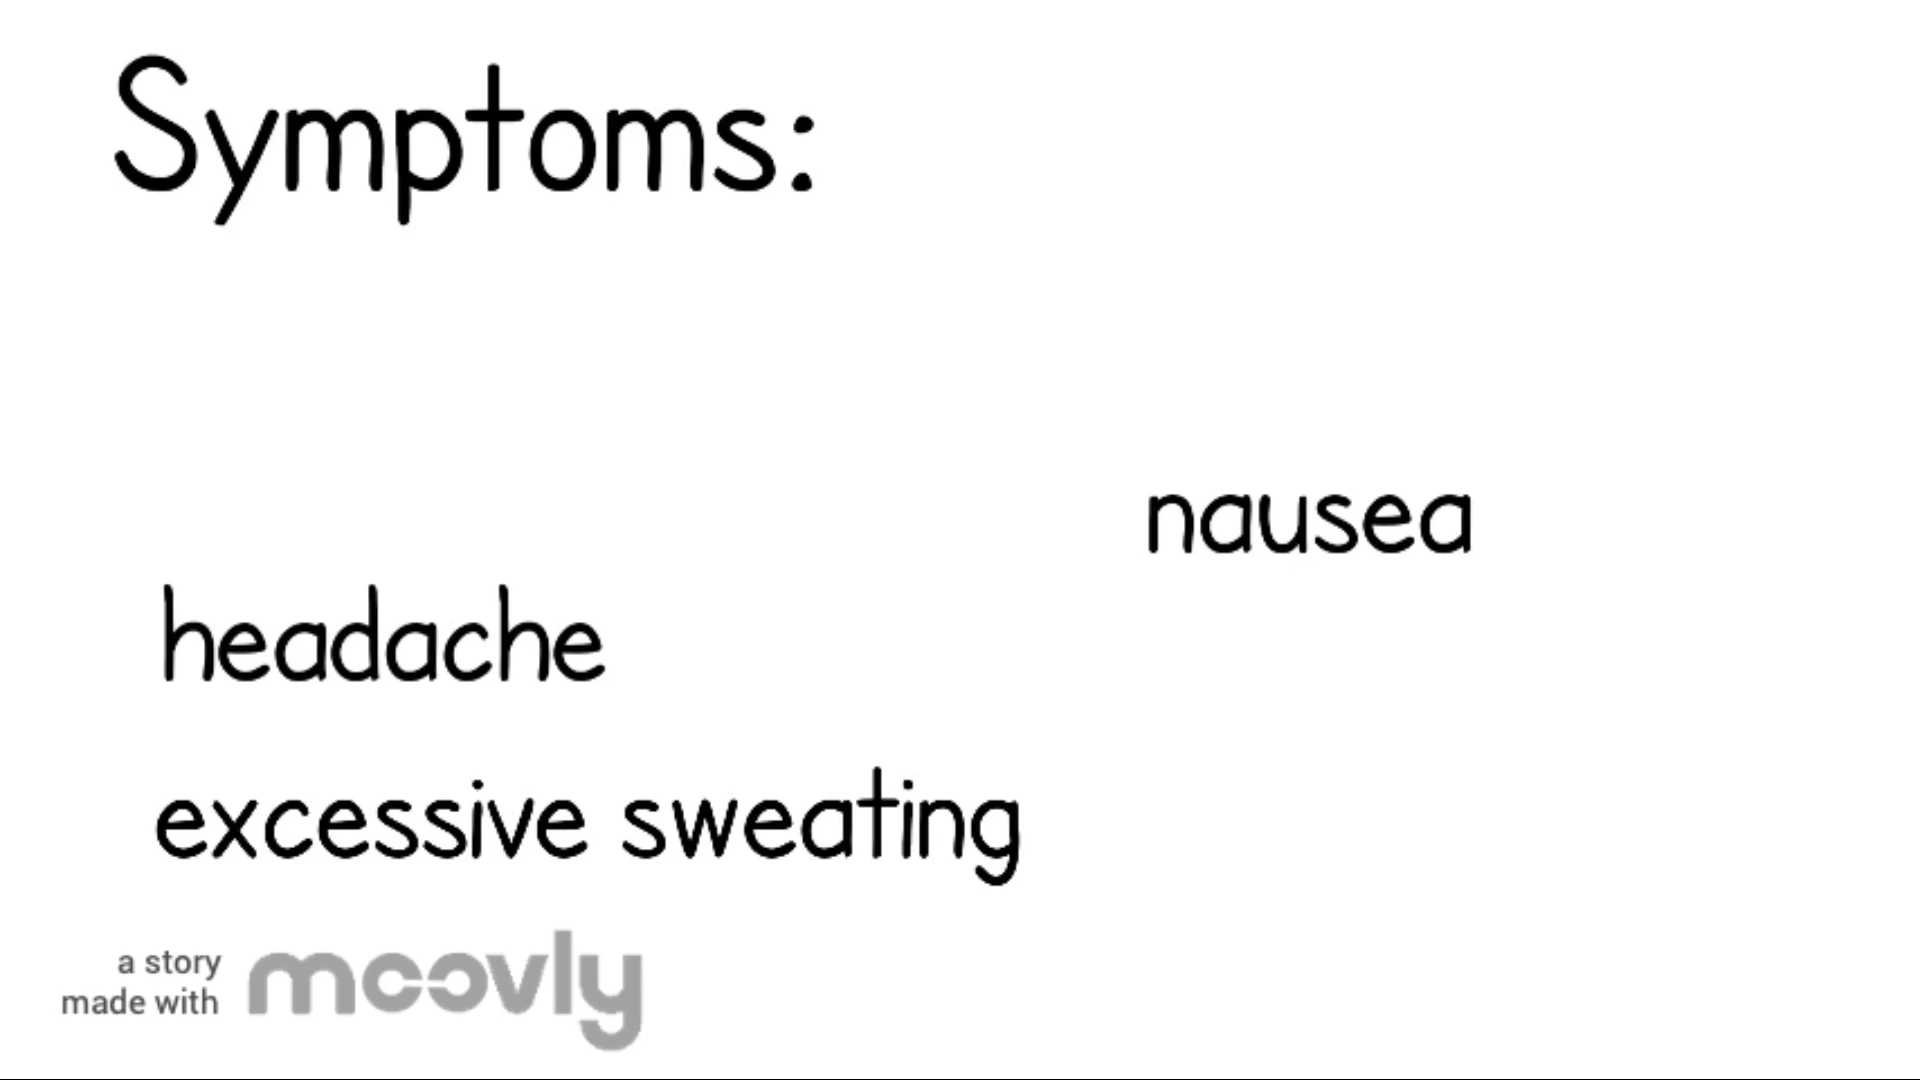 Symptoms:
nausea
headache
excessive sweating
a story
made with
moovly